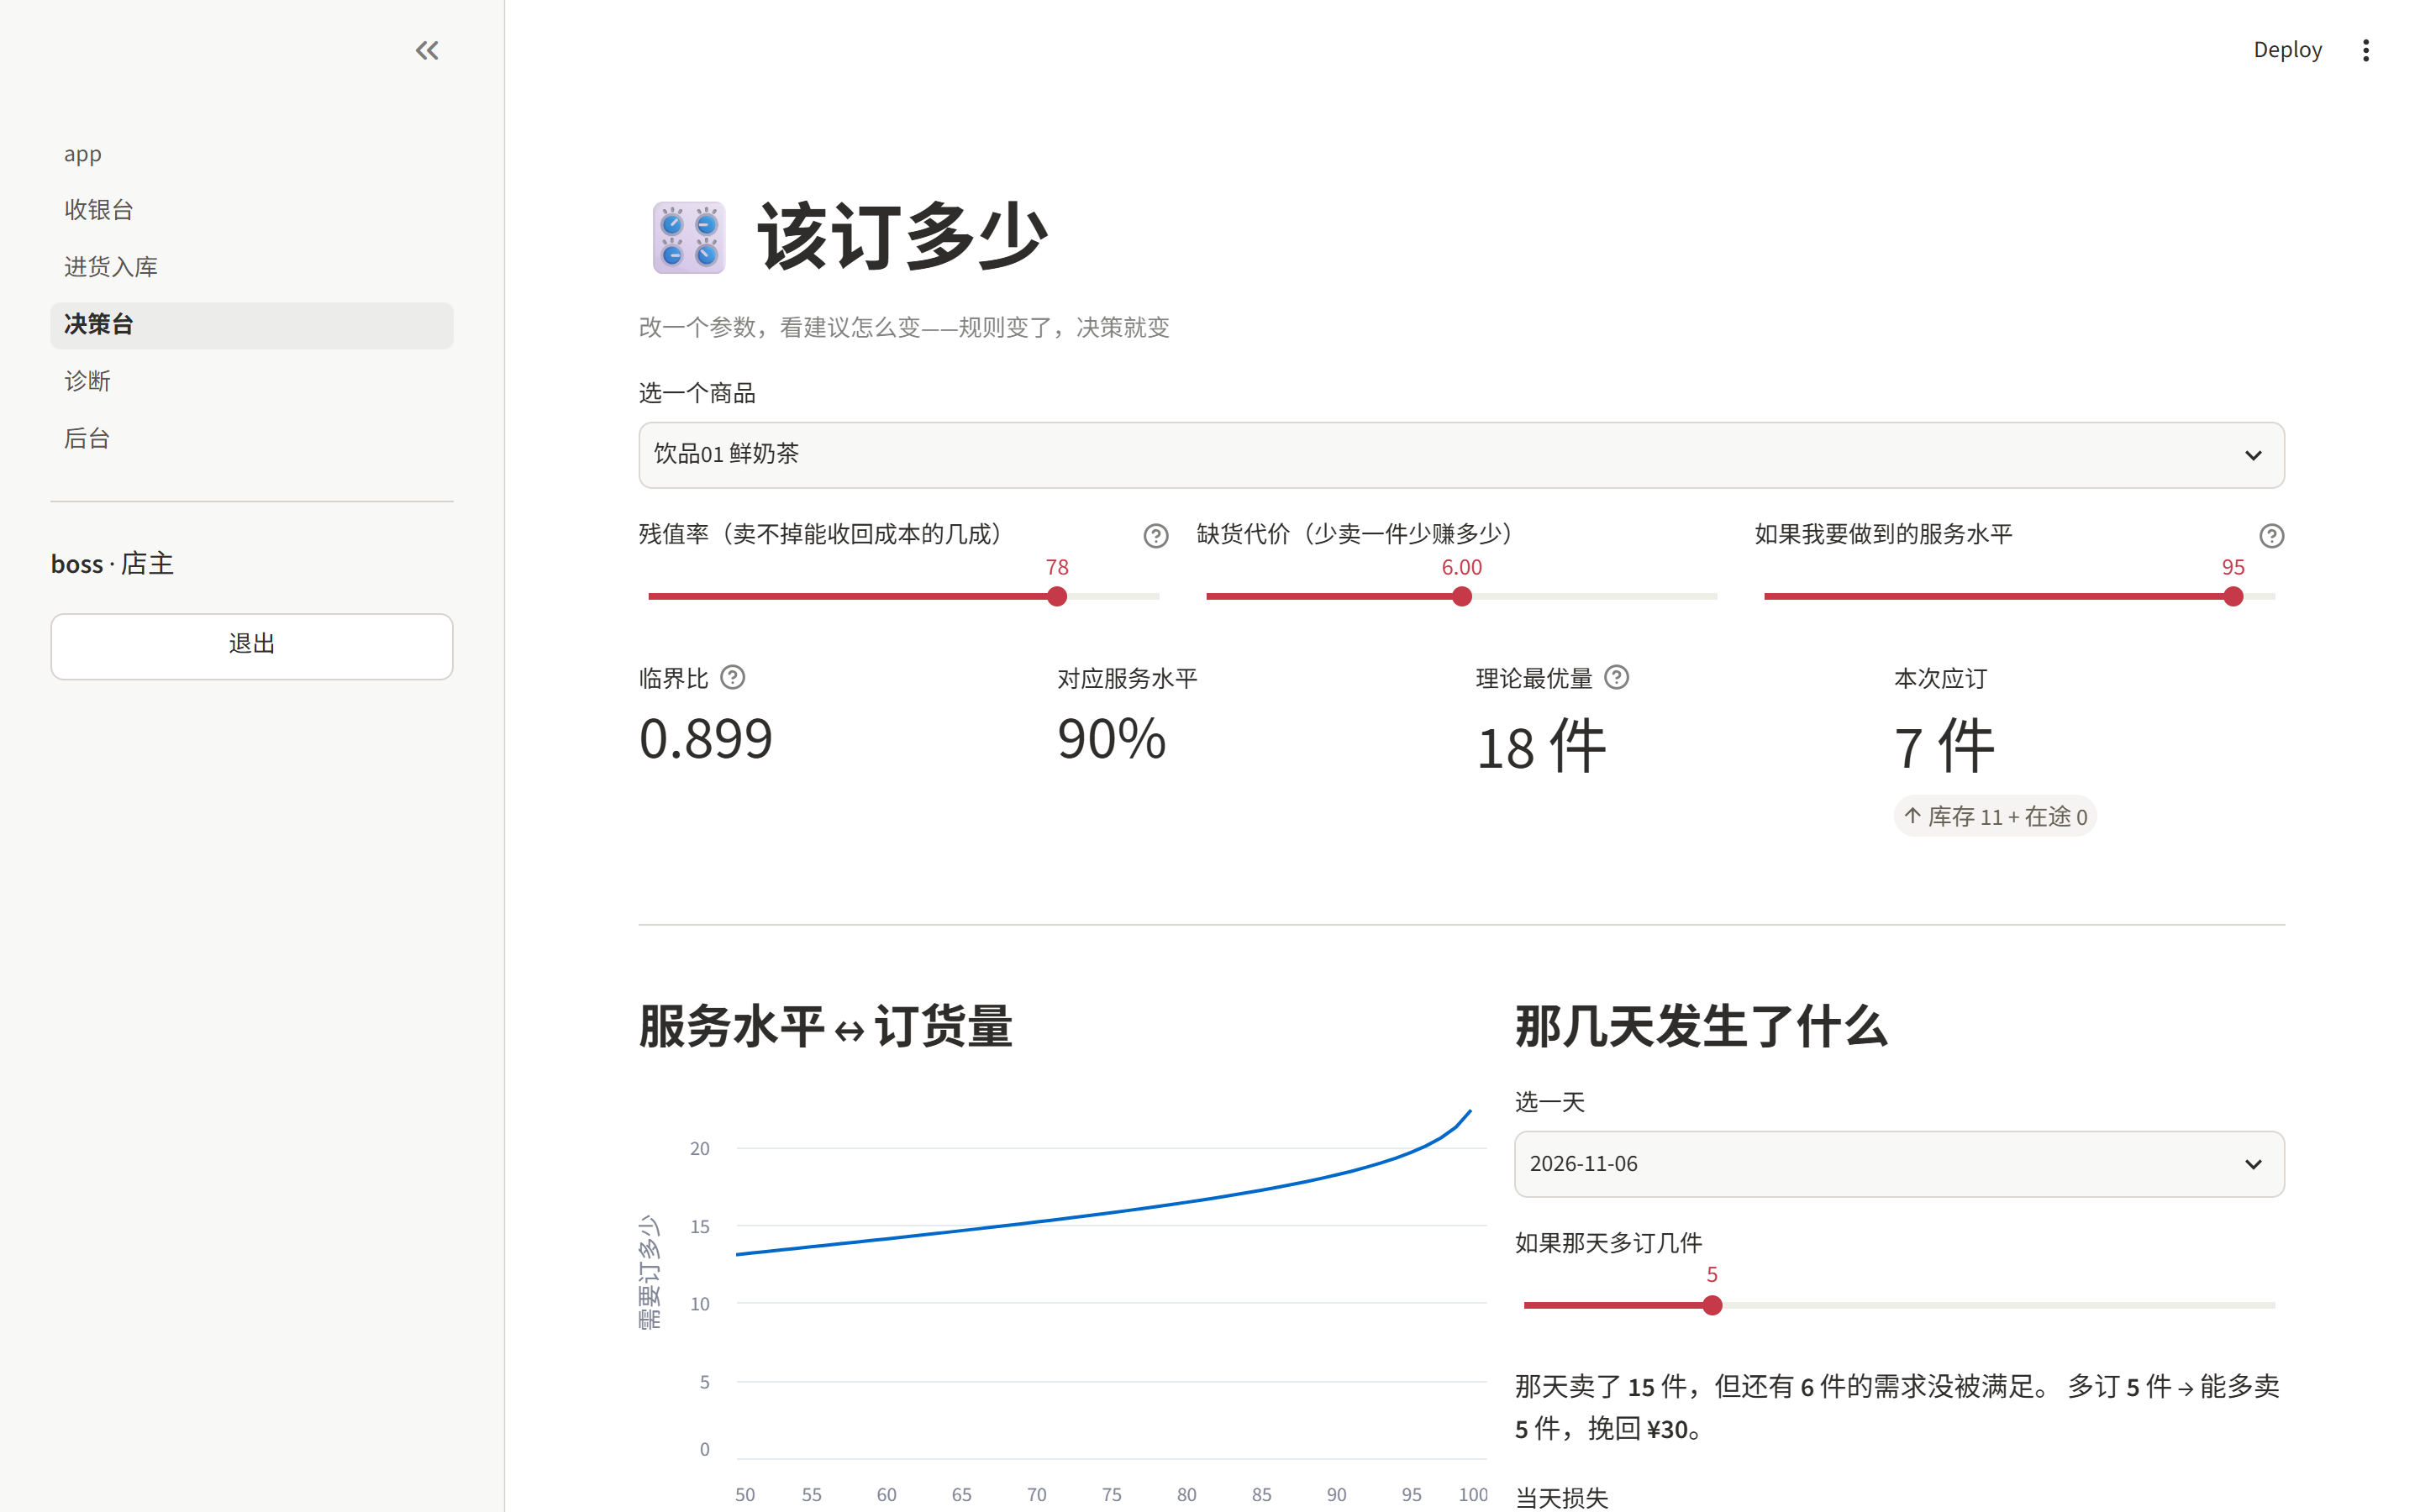 Deploy
app
收银台
进货入库
决策台
诊断
后台
boss · 店主
退出
该订多少
改一个参数，看建议怎么变——规则变了，决策就变
选一个商品
饮品01 鲜奶茶
残值率（卖不掉能收回成本的几成）
78
缺货代价（少卖一件少赚多少）
6.00
如果我要做到的服务水平
95
临界比
0.899
对应服务水平
90%
理论最优量
18 件
本次应订
7 件
↑ 库存 11 + 在途 0
服务水平 ↔ 订货量
需要订多少
20
15
10
5
0
50 55 60 65 70 75 80 85 90 95 100
那几天发生了什么
选一天
2026-11-06
如果那天多订几件
5
那天卖了 15 件，但还有 6 件的需求没被满足。 多订 5 件 → 能多卖
5 件，挽回 ¥30。
当天损失